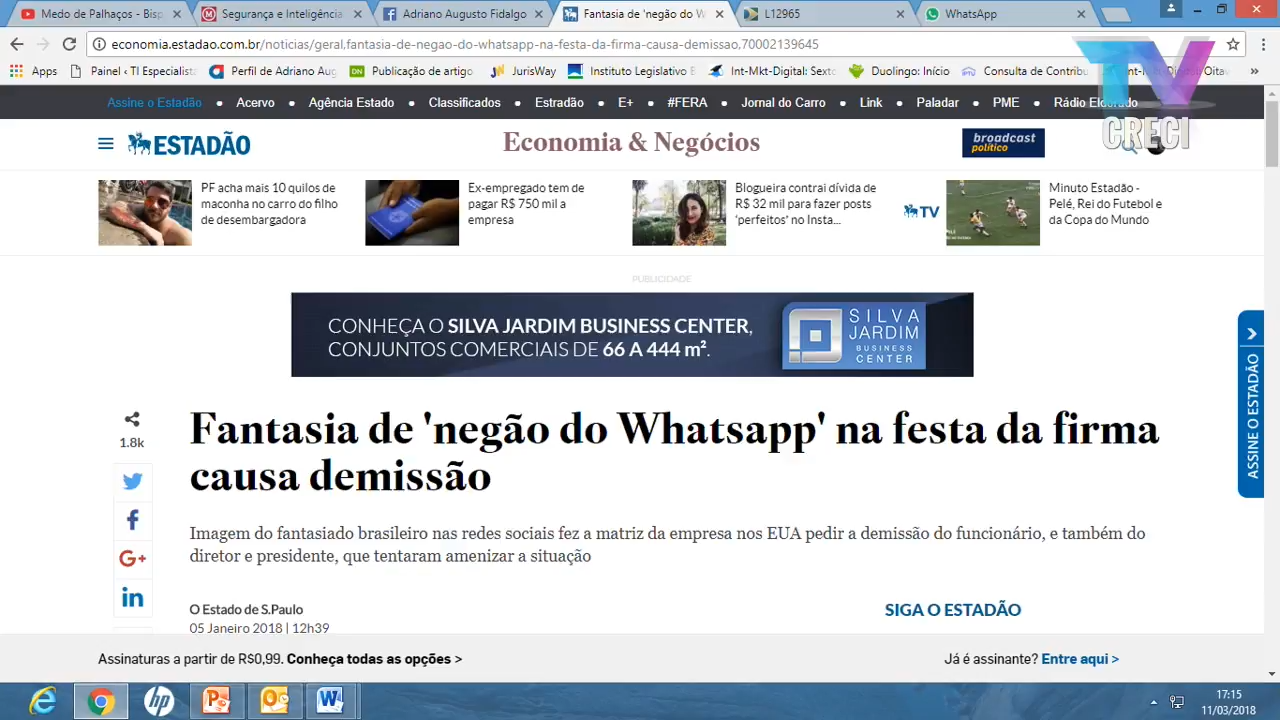 Medo de Palhaços - Bisp
Segurança e Inteligência
Adriano Augusto Fidalgo
Fantasia de 'negão do W
L12965
WhatsApp
economia.estadao.com.br/noticias/geral,fantasia-de-negao-do-whatsapp-na-festa-da-firma-causa-demissao,70002139645
Apps
Painel ‹ TI Especialista
Perfil de Adriano Aug
DN
Publicação de artigo
JurisWay
Instituto Legislativo B
Int-Mkt-Digital: Sexto
Duolingo: Início
Consulta de Contribu
TV
CRECI
Assine o Estadão • Acervo • Agência Estado • Classificados • Estradão • E+ • #FERA • Jornal do Carro • Link • Paladar • PME • Rádio Eldorado
ESTADÃO
Economia & Negócios
broadcast
político
PF acha mais 10 quilos de
maconha no carro do filho
de desembargadora
Ex-empregado tem de
pagar R$ 750 mil a
empresa
Blogueira contrai dívida de
R$ 32 mil para fazer posts
'perfeitos' no Insta...
TV
Minuto Estadão -
Pelé, Rei do Futebol e
da Copa do Mundo
PUBLICIDADE
CONHEÇA O SILVA JARDIM BUSINESS CENTER,
CONJUNTOS COMERCIAIS DE 66 A 444 m².
SILVA
JARDIM
BUSINESS
CENTER
ASSINE O ESTADÃO
1.8k
Fantasia de 'negão do Whatsapp' na festa da firma
causa demissão
Imagem do fantasiado brasileiro nas redes sociais fez a matriz da empresa nos EUA pedir a demissão do funcionário, e também do
diretor e presidente, que tentaram amenizar a situação
O Estado de S.Paulo
05 Janeiro 2018 | 12h39
SIGA O ESTADÃO
Assinaturas a partir de R$0,99. Conheça todas as opções >
Já é assinante? Entre aqui >
17:15
11/03/2018